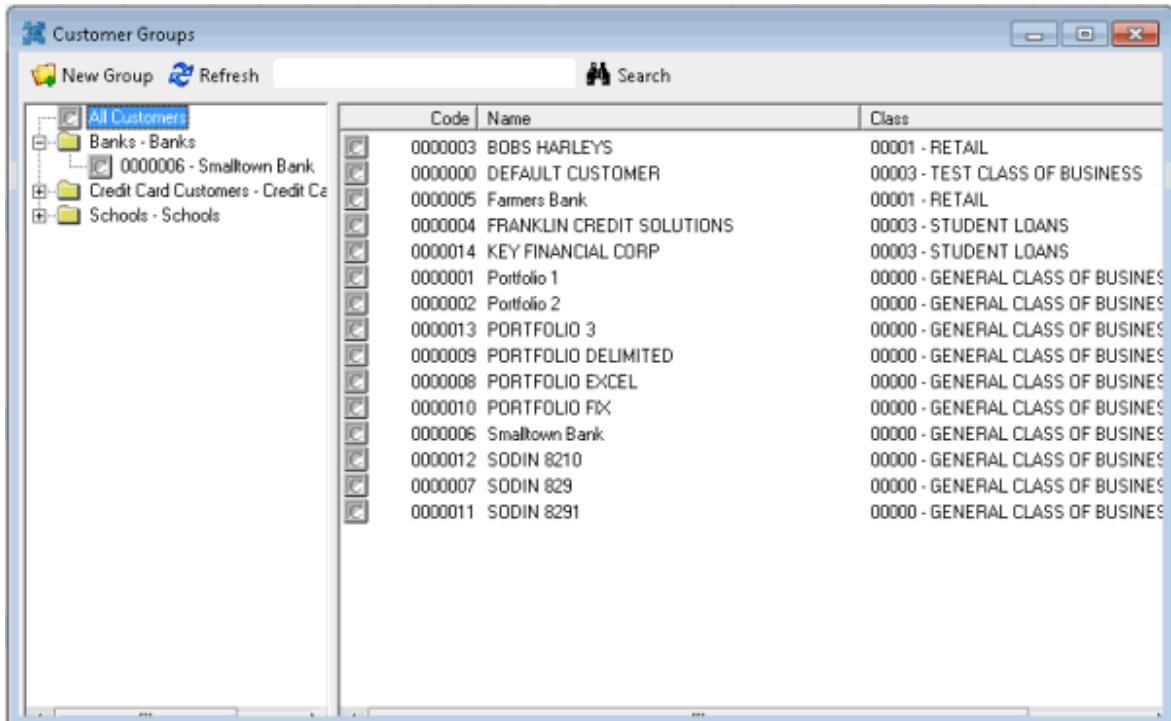 Customer Groups
New Group Refresh Search
All Customers
Banks - Banks
0000006 - Smalltown Bank
Credit Card Customers - Credit Ca
Schools - Schools
Code Name Class
0000003 BOBS HARLEYS 00001 - RETAIL
0000000 DEFAULT CUSTOMER 00003 - TEST CLASS OF BUSINESS
0000005 Farmers Bank 00001 - RETAIL
0000004 FRANKLIN CREDIT SOLUTIONS 00003 - STUDENT LOANS
0000014 KEY FINANCIAL CORP 00003 - STUDENT LOANS
0000001 Portfolio 1 00000 - GENERAL CLASS OF BUSINES
0000002 Portfolio 2 00000 - GENERAL CLASS OF BUSINES
0000013 PORTFOLIO 3 00000 - GENERAL CLASS OF BUSINES
0000009 PORTFOLIO DELIMITED 00000 - GENERAL CLASS OF BUSINES
0000008 PORTFOLIO EXCEL 00000 - GENERAL CLASS OF BUSINES
0000010 PORTFOLIO FIX 00000 - GENERAL CLASS OF BUSINES
0000006 Smalltown Bank 00000 - GENERAL CLASS OF BUSINES
0000012 SODIN 8210 00000 - GENERAL CLASS OF BUSINES
0000007 SODIN 829 00000 - GENERAL CLASS OF BUSINES
0000011 SODIN 8291 00000 - GENERAL CLASS OF BUSINES